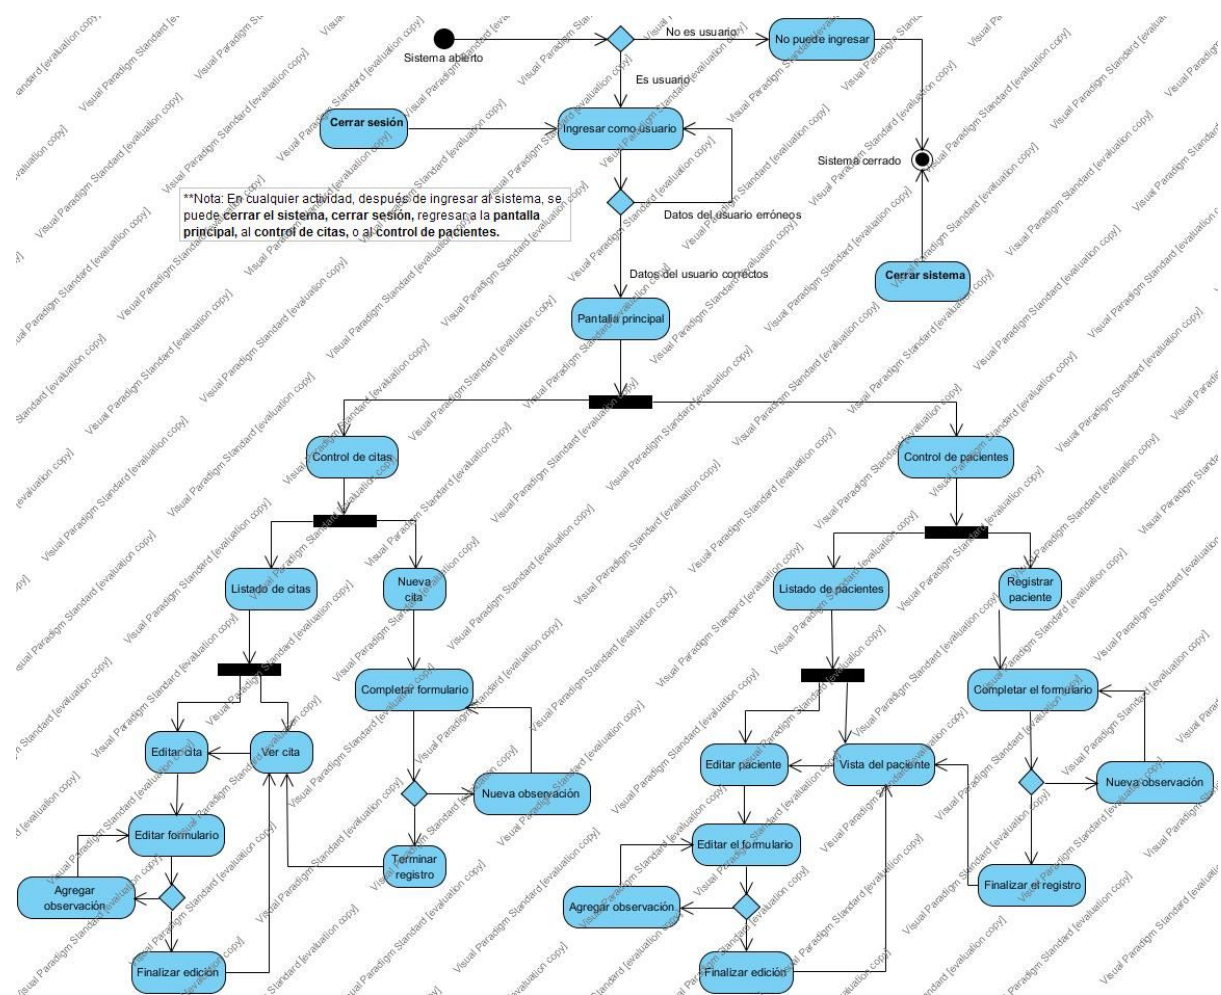 No es usuario
No puede ingresar
Sistema abierto
Es usuario
Cerrar sesión
Ingresar como usuario
Sistema cerrado
**Nota: En cualquier actividad, después de ingresar al sistema, se
puede cerrar el sistema, cerrar sesión, regresar a la pantalla
principal, al control de citas, o al control de pacientes.
Datos del usuario erróneos
Datos del usuario correctos
Cerrar sistema
Pantalla principal
Control de citas
Control de pacientes
Listado de citas
Nueva
cita
Listado de pacientes
Registrar
paciente
Completar formulario
Completar el formulario
Editar cita
Ver cita
Editar paciente
Vista del paciente
Nueva observación
Nueva observación
Editar formulario
Editar el formulario
Terminar
registro
Finalizar el registro
Agregar
observación
Agregar observación
Finalizar edición
Finalizar edición
Visual Paradigm Standard [evaluation copy]